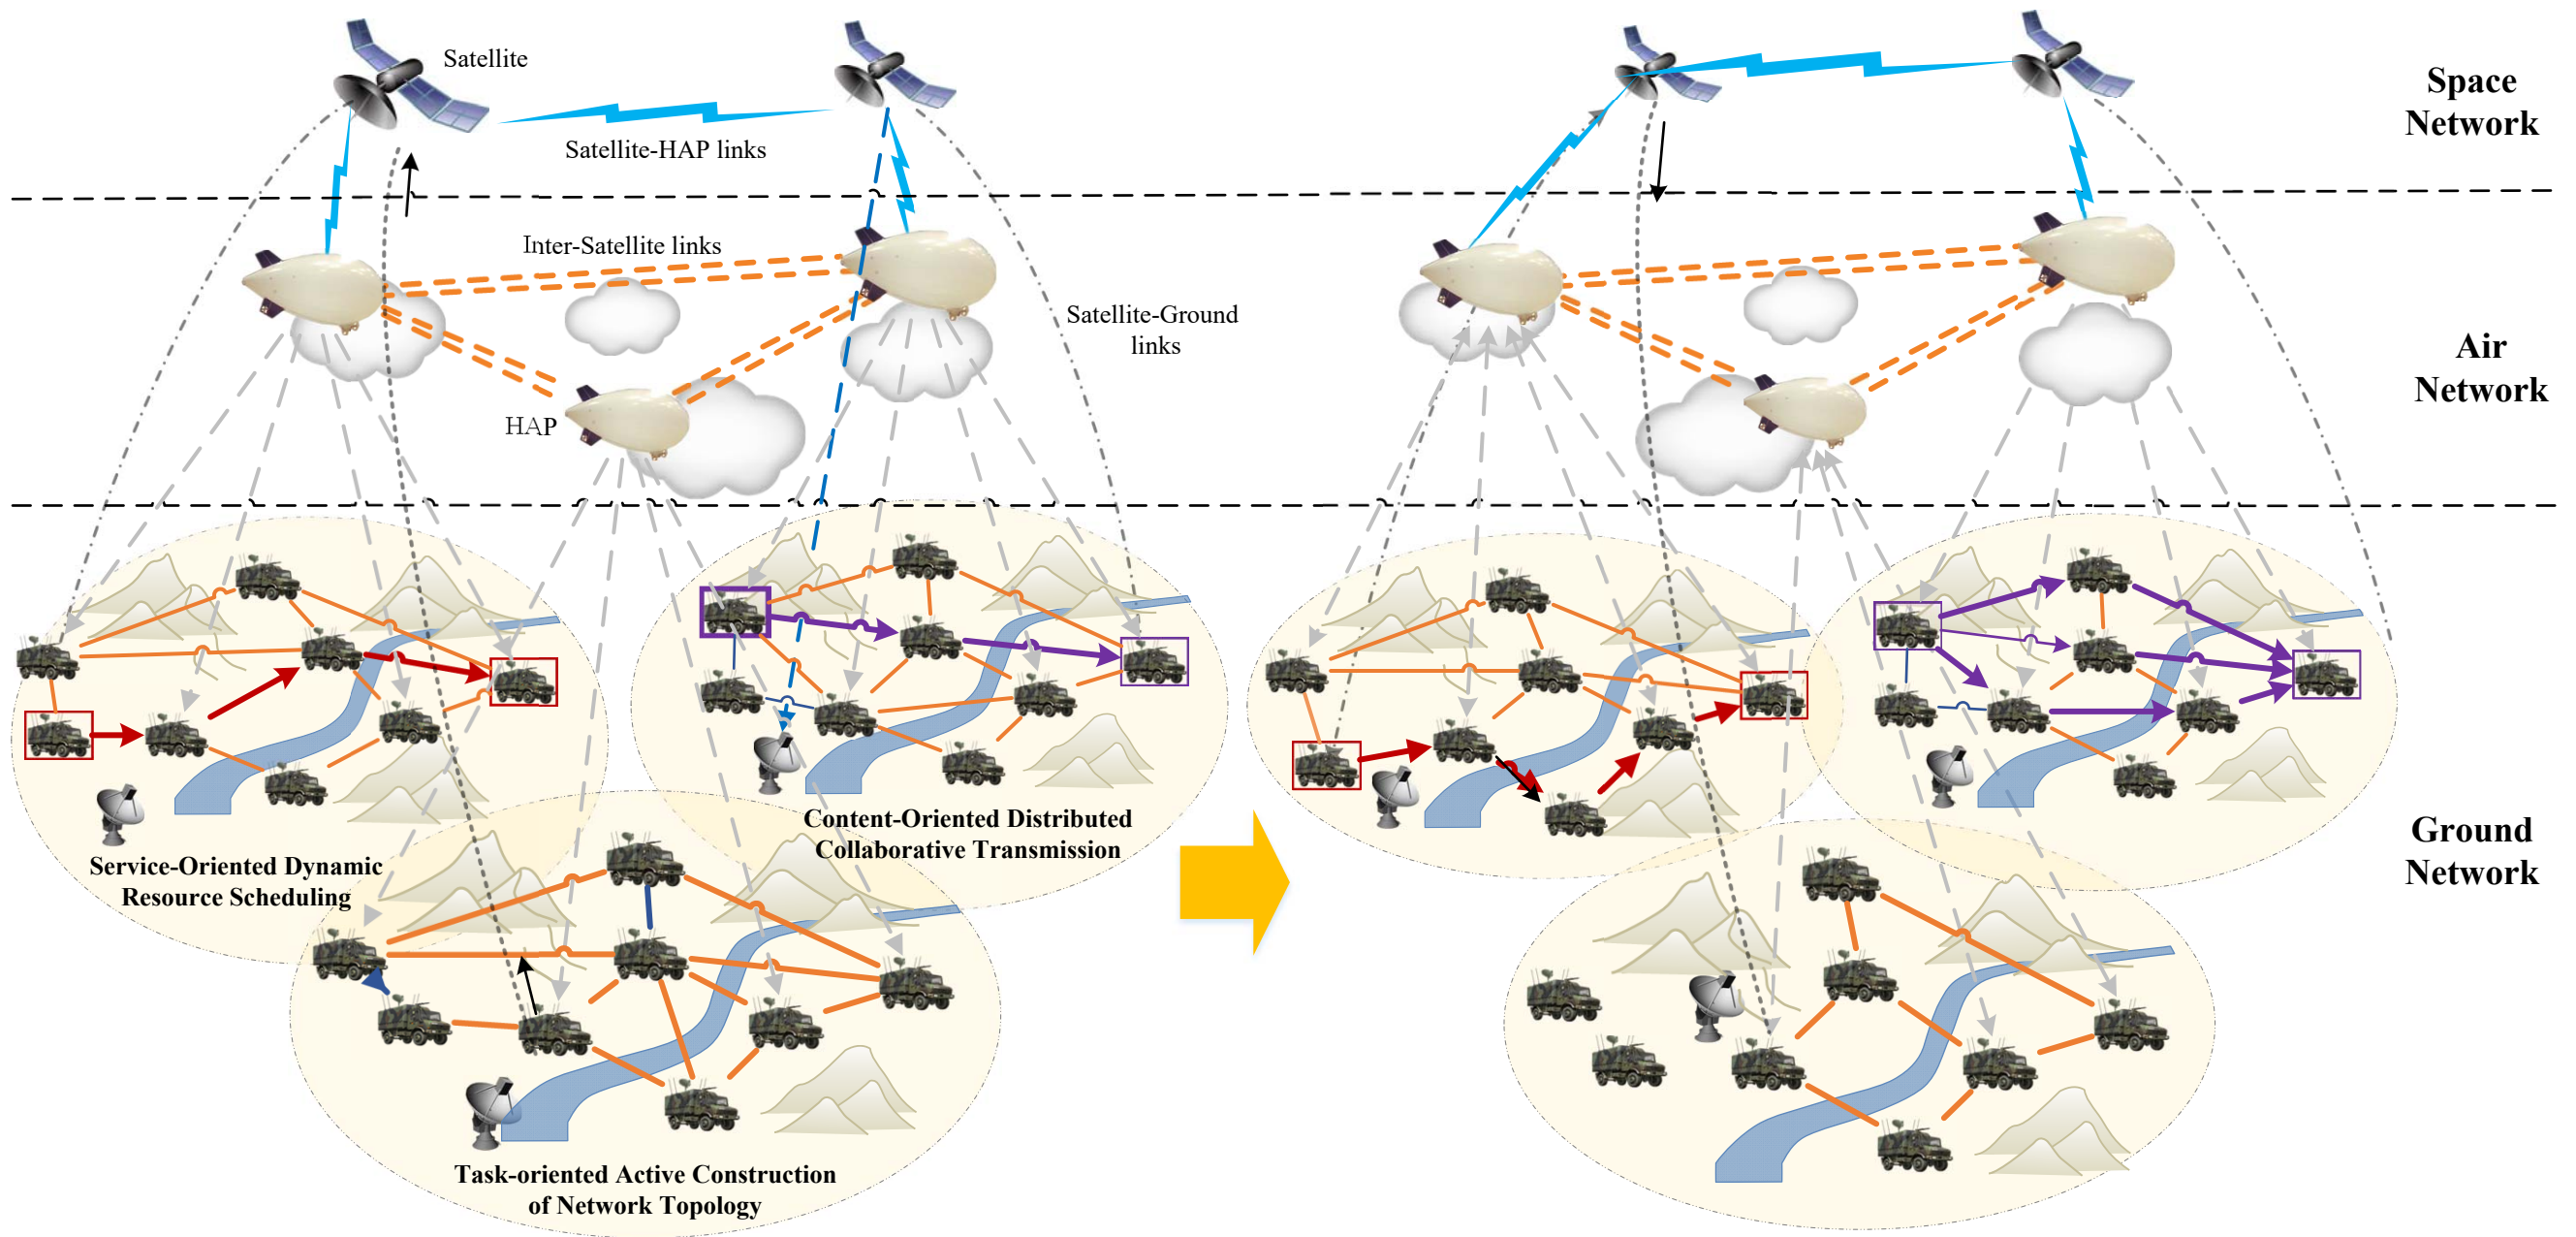 Satellite
Space
Network
Satellite-HAP links
Inter-Satellite links
Satellite-Ground
links
Air
Network
HAP
Content-Oriented Distributed
Collaborative Transmission
Ground
Network
Service-Oriented Dynamic
Resource Scheduling
Task-oriented Active Construction
of Network Topology